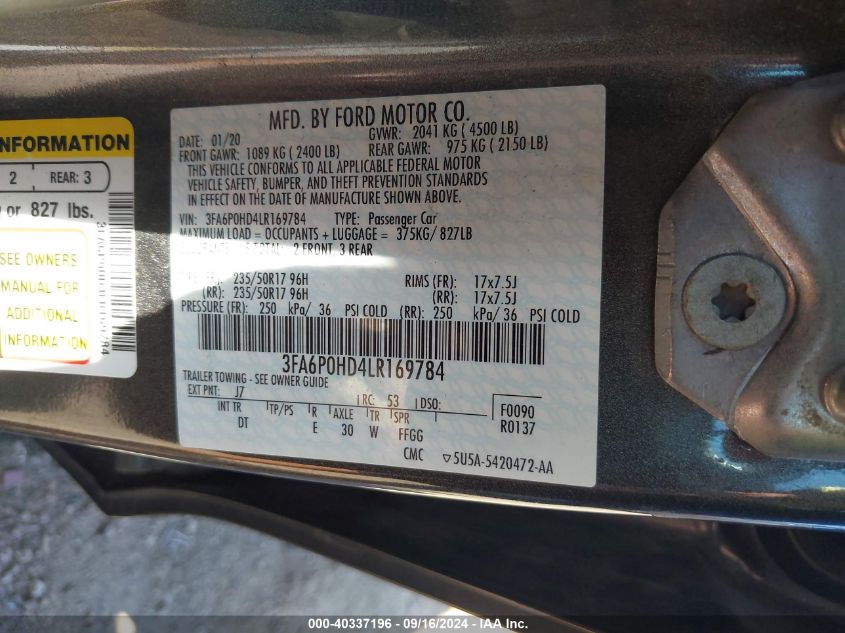 INFORMATION
2 REAR: 3
or 827 lbs.
SEE OWNERS
MANUAL FOR
ADDITIONAL
INFORMATION
MFD. BY FORD MOTOR CO.
DATE: 01/20 GVWR: 2041 KG ( 4500 LB)
FRONT GAWR: 1089 KG ( 2400 LB) REAR GAWR: 975 KG ( 2150 LB)
THIS VEHICLE CONFORMS TO ALL APPLICABLE FEDERAL MOTOR
VEHICLE SAFETY, BUMPER, AND THEFT PREVENTION STANDARDS
IN EFFECT ON THE DATE OF MANUFACTURE SHOWN ABOVE.
VIN: 3FA6P0HD4LR169784 TYPE: Passenger Car
MAXIMUM LOAD = OCCUPANTS + LUGGAGE = 375KG/ 827LB
5 TOTAL: 2 FRONT 3 REAR
235/50R17 96H RIMS (FR): 17x7.5J
(RR): 235/50R17 96H (RR): 17x7.5J
PRESSURE (FR): 250 kPa/ 36 PSI COLD (RR): 250 kPa/ 36 PSI COLD
3FA6P0HD4LR169784
TRAILER TOWING - SEE OWNER GUIDE
EXT PNT: J7 RC: 53 DSO:
INT TR TP/PS R AXLE TR SPR F0090
DT E 30 W FFGG R0137
CMC ▽5U5A-5420472-AA
000-40337196 - 09/16/2024 - IAAI.COM/CA